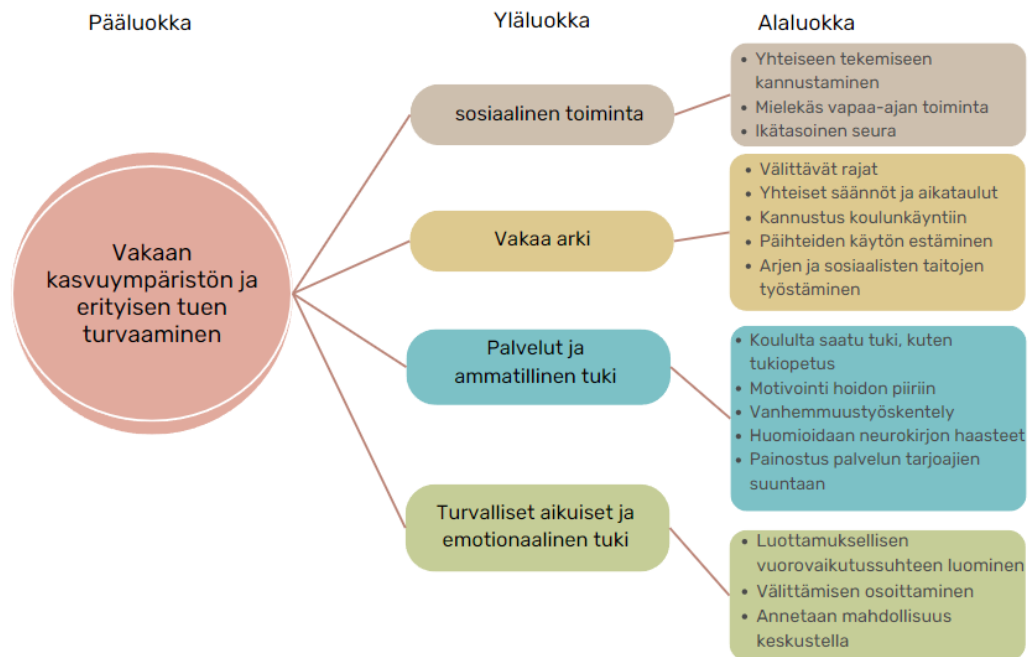 Pääluokka
Yläluokka
Alaluokka
Vakaan
kasvuympäristön ja
erityisen tuen
turvaaminen
sosiaalinen toiminta
• Yhteiseen tekemiseen
kannustaminen
• Mielekäs vapaa-ajan toiminta
• Ikätasoinen seura
Vakaa arki
• Välittävät rajat
• Yhteiset säännöt ja aikataulut
• Kannustus koulunkäyntiin
• Päihteiden käytön estäminen
• Arjen ja sosiaalisten taitojen
työstäminen
Palvelut ja
ammatillinen tuki
• Koululta saatu tuki, kuten
tukiopetus
• Motivointi hoidon piiriin
• Vanhemmuustyöskentely
• Huomioidaan neurokirjon haasteet
• Painostus palvelun tarjoajien
suuntaan
Turvalliset aikuiset ja
emotionaalinen tuki
• Luottamuksellisen
vuorovaikutussuhteen luominen
• Välittämisen osoittaminen
• Annetaan mahdollisuus
keskustella